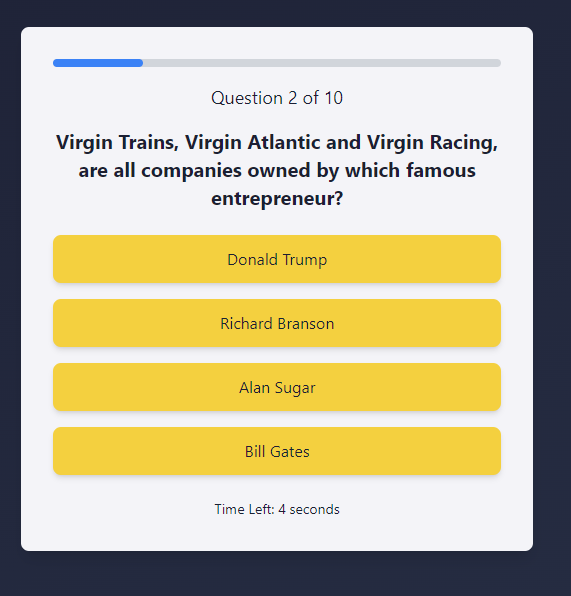 Question 2 of 10
Virgin Trains, Virgin Atlantic and Virgin Racing,
are all companies owned by which famous
entrepreneur?
Donald Trump
Richard Branson
Alan Sugar
Bill Gates
Time Left: 4 seconds